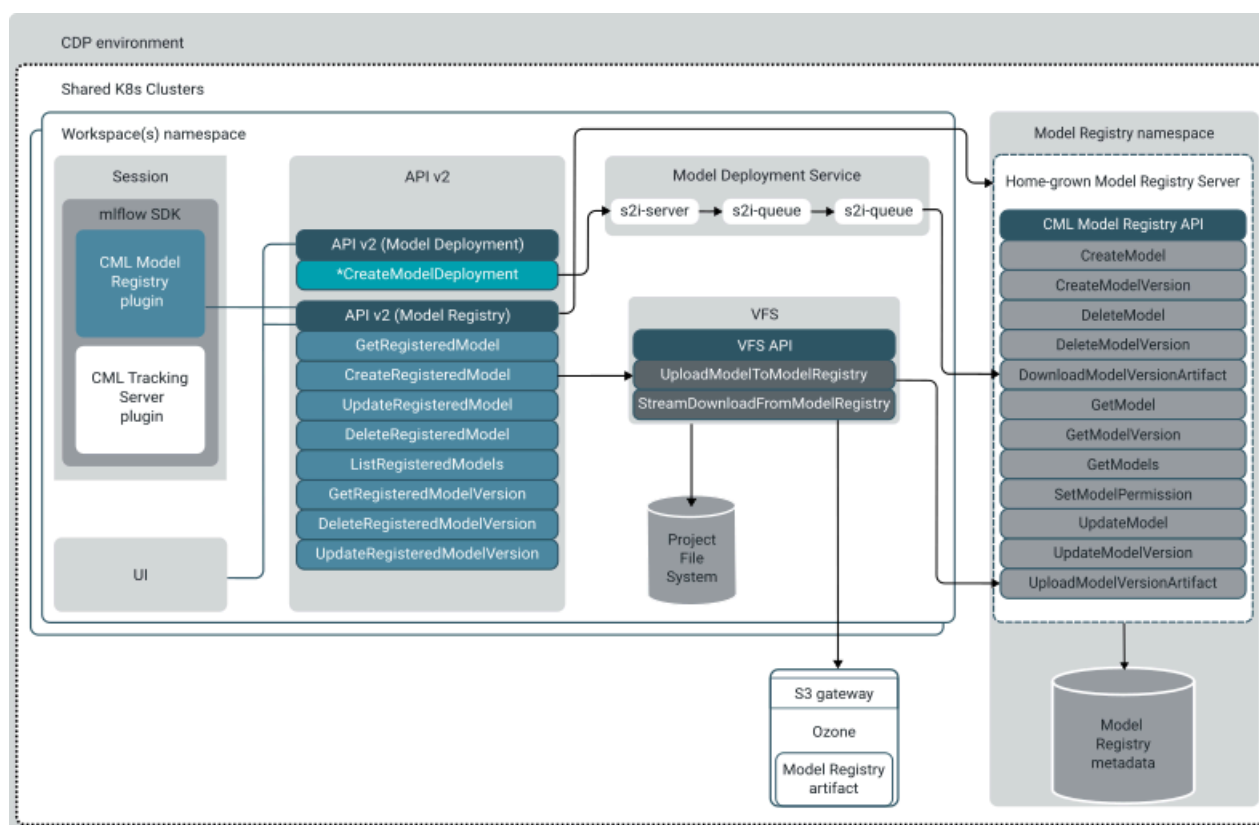 CDP environment
Shared K8s Clusters
Workspace(s) namespace
Session
mlflow SDK
CML Model
Registry
plugin
CML Tracking
Server
plugin
UI
API v2
API v2 (Model Deployment)
*CreateModelDeployment
API v2 (Model Registry)
GetRegisteredModel
CreateRegisteredModel
UpdateRegisteredModel
DeleteRegisteredModel
ListRegisteredModels
GetRegisteredModelVersion
DeleteRegisteredModelVersion
UpdateRegisteredModelVersion
Model Deployment Service
s2i-server
s2i-queue
s2i-queue
VFS
VFS API
UploadModelToModelRegistry
StreamDownloadFromModelRegistry
Project
File
System
S3 gateway
Ozone
Model Registry
artifact
Model Registry namespace
Home-grown Model Registry Server
CML Model Registry API
CreateModel
CreateModelVersion
DeleteModel
DeleteModelVersion
DownloadModelVersionArtifact
GetModel
GetModelVersion
GetModels
SetModelPermission
UpdateModel
UpdateModelVersion
UploadModelVersionArtifact
Model
Registry
metadata